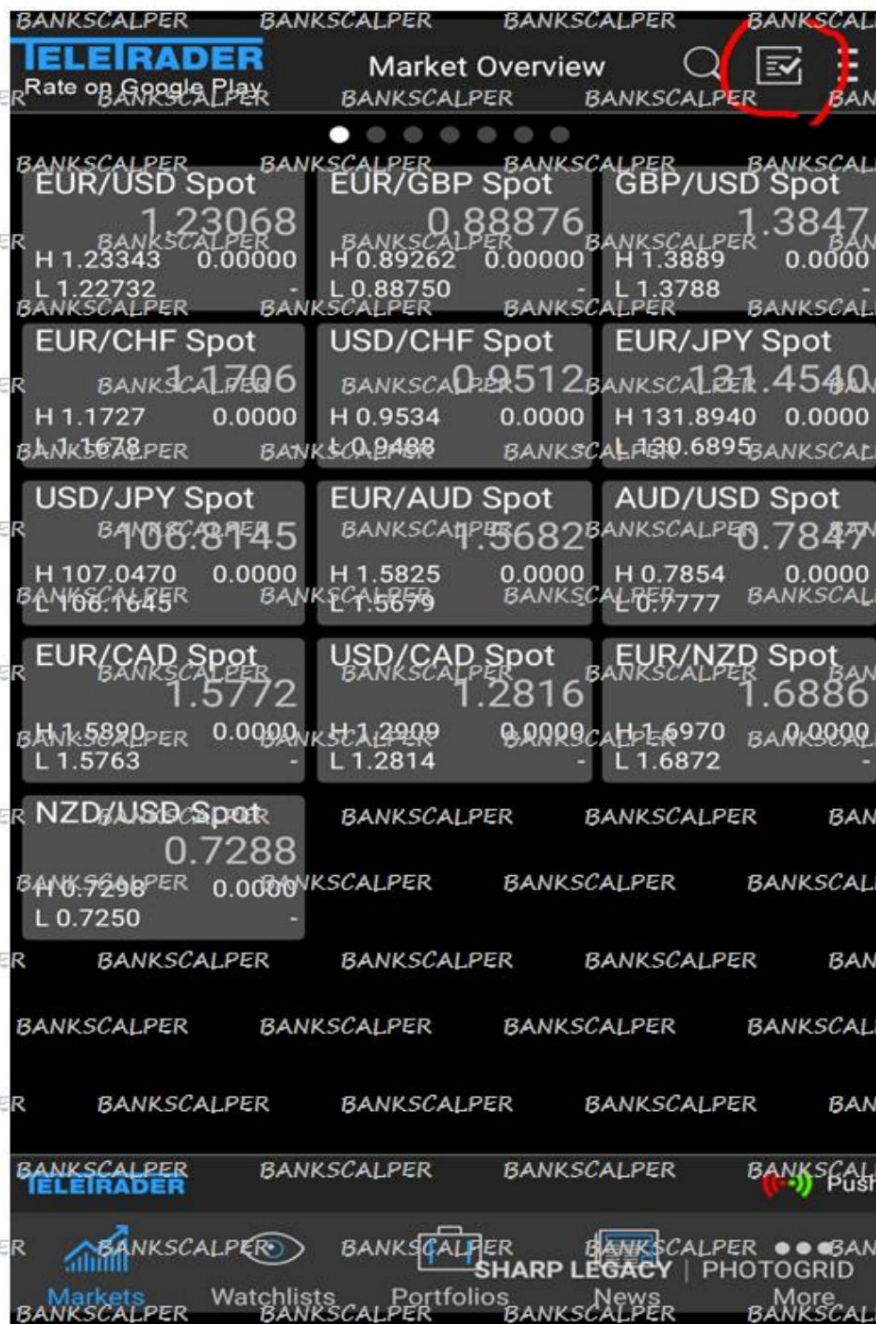 TELETRADER
Rate on Google Play
Market Overview
EUR/USD Spot
1.23068
H 1.23343 0.00000
L 1.22732 -
EUR/GBP Spot
0.88876
H 0.89262 0.00000
L 0.88750 -
GBP/USD Spot
1.3847
H 1.3889 0.0000
L 1.3788 -
EUR/CHF Spot
1.1706
H 1.1727 0.0000
L 1.1678 -
USD/CHF Spot
0.9512
H 0.9534 0.0000
L 0.9488 -
EUR/JPY Spot
131.4540
H 131.8940 0.0000
L 130.6895 -
USD/JPY Spot
106.8145
H 107.0470 0.0000
L 106.1645 -
EUR/AUD Spot
1.5682
H 1.5825 0.0000
L 1.5679 -
AUD/USD Spot
0.7847
H 0.7854 0.0000
L 0.7777 -
EUR/CAD Spot
1.5772
H 1.5890 0.0000
L 1.5763 -
USD/CAD Spot
1.2816
H 1.2909 0.0000
L 1.2814 -
EUR/NZD Spot
1.6886
H 1.6970 0.0000
L 1.6872 -
NZD/USD Spot
0.7288
H 0.7298 0.0000
L 0.7250 -
BANKSCALPER
TELETRADER
Push
SHARP LEGACY | PHOTOGRID
Markets Watchlists Portfolios News More